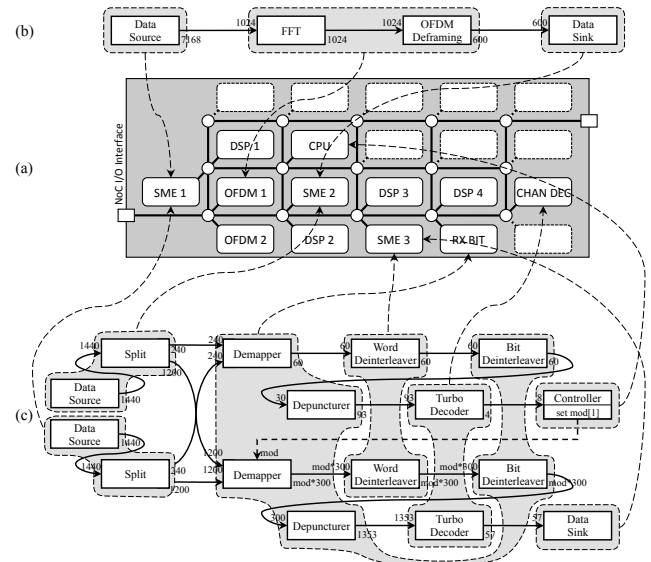 (b)
Data Source
7168
1024
FFT
1024
1024
OFDM Deframing
600
600
Data Sink
(a)
NoC I/O Interface
DSP 1
CPU
SME 1
OFDM 1
SME 2
DSP 3
DSP 4
CHAN DEC
OFDM 2
DSP 2
SME 3
RX BIT
(c)
1440
Split
240
1200
240
240
Demapper
60
60
Word Deinterleaver
60
60
Bit Deinterleaver
60
Data Source
1440
30
Depuncturer
93
93
Turbo Decoder
4
8
Controller
set mod[1]
Data Source
1440
mod
1440
Split
240
1200
1200
1200
Demapper
mod*300
mod*300
Word Deinterleaver
mod*300
mod*300
Bit Deinterleaver
mod*300
300
Depuncturer
1353
1353
Turbo Decoder
57
57
Data Sink